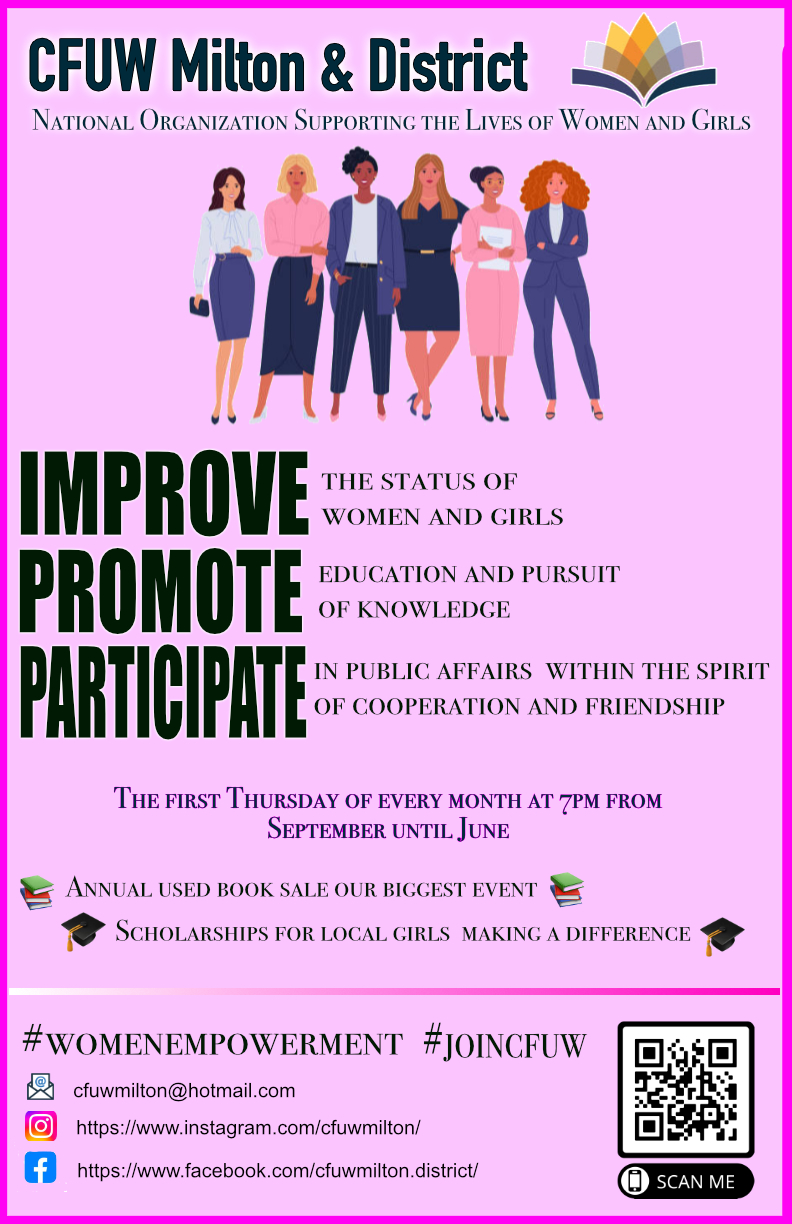 CFUW Milton & District
National Organization Supporting the Lives of Women and Girls
IMPROVE THE STATUS OF
WOMEN AND GIRLS
PROMOTE EDUCATION AND PURSUIT
OF KNOWLEDGE
PARTICIPATE IN PUBLIC AFFAIRS WITHIN THE SPIRIT
OF COOPERATION AND FRIENDSHIP
The first Thursday of every month at 7pm from
September until June
Annual used book sale our biggest event
Scholarships for local girls making a difference
#WOMENEMPOWERMENT #JOINCFUW
cfuwmilton@hotmail.com
https://www.instagram.com/cfuwmilton/
https://www.facebook.com/cfuwmilton.district/
SCAN ME